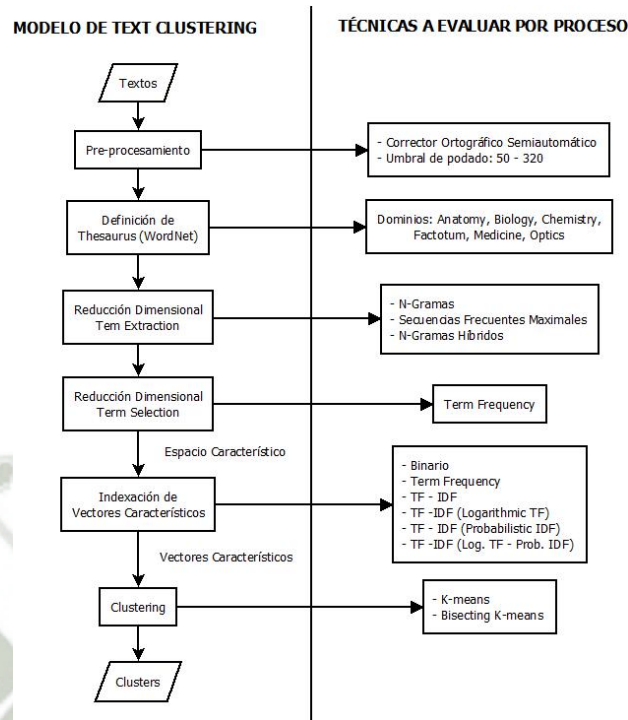 MODELO DE TEXT CLUSTERING
TÉCNICAS A EVALUAR POR PROCESO
Textos
Pre-procesamiento
- Corrector Ortográfico Semiautomático
- Umbral de podado: 50 - 320
Definición de
Thesaurus (WordNet)
Dominios: Anatomy, Biology, Chemistry,
Factotum, Medicine, Optics
Reducción Dimensional
Tem Extraction
- N-Gramas
- Secuencias Frecuentes Maximales
- N-Gramas Híbridos
Reducción Dimensional
Term Selection
Term Frequency
Espacio Característico
Indexación de
Vectores Característicos
- Binario
- Term Frequency
- TF - IDF
- TF -IDF (Logarithmic TF)
- TF - IDF (Probabilistic IDF)
- TF -IDF (Log. TF - Prob. IDF)
Vectores Característicos
Clustering
- K-means
- Bisecting K-means
Clusters